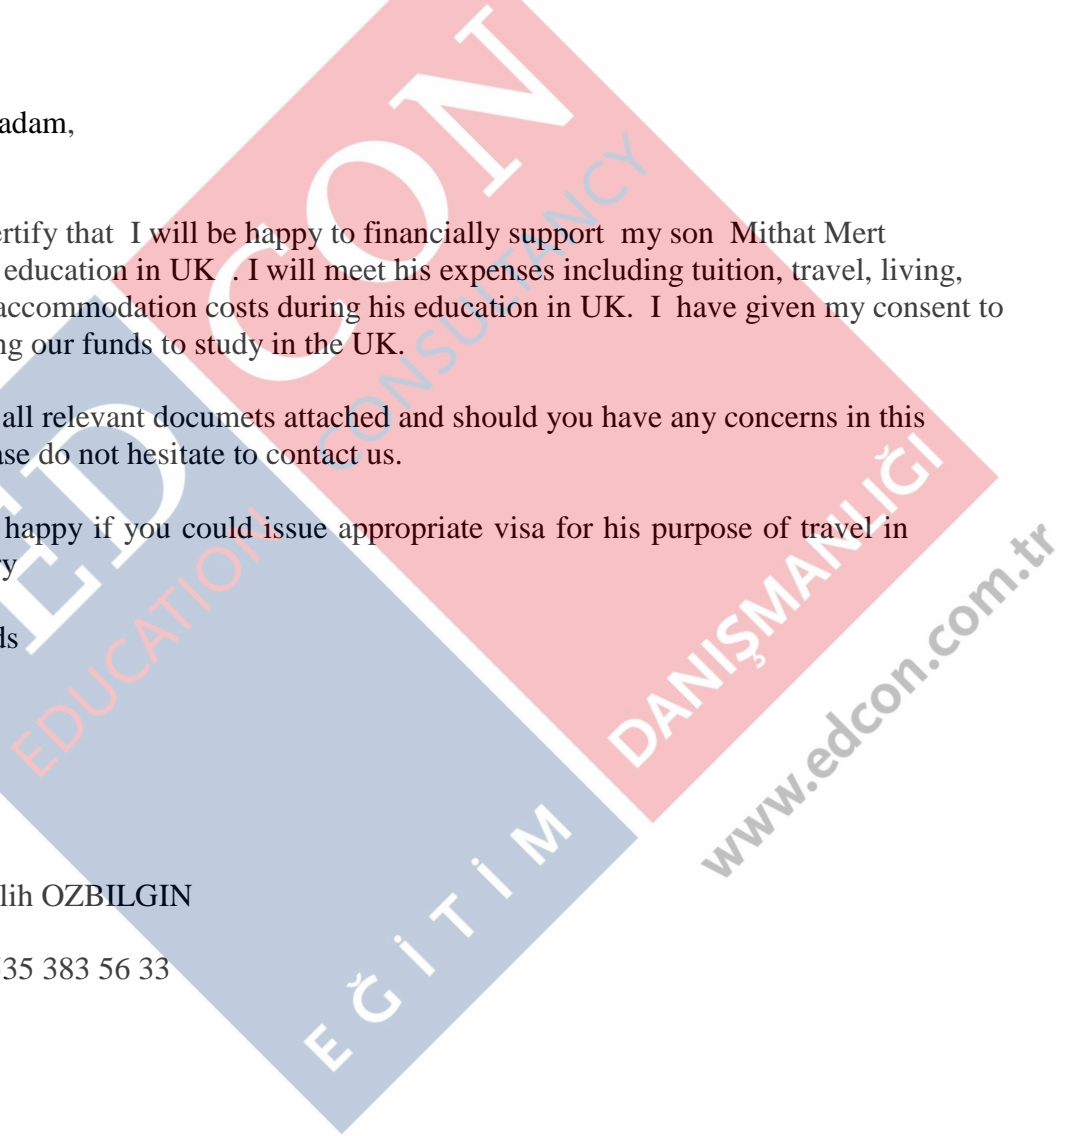 adam,
ertify that I will be happy to financially support my son Mithat Mert
education in UK . I will meet his expenses including tuition, travel, living,
accommodation costs during his education in UK. I have given my consent to
ng our funds to study in the UK.
all relevant documets attached and should you have any concerns in this
ase do not hesitate to contact us.
happy if you could issue appropriate visa for his purpose of travel in
ry
ds
lih OZBILGIN
35 383 56 33
ED CON
EDUCATION CONSULTANCY
EĞİTİM DANIŞMANLIĞI
www.edcon.com.tr